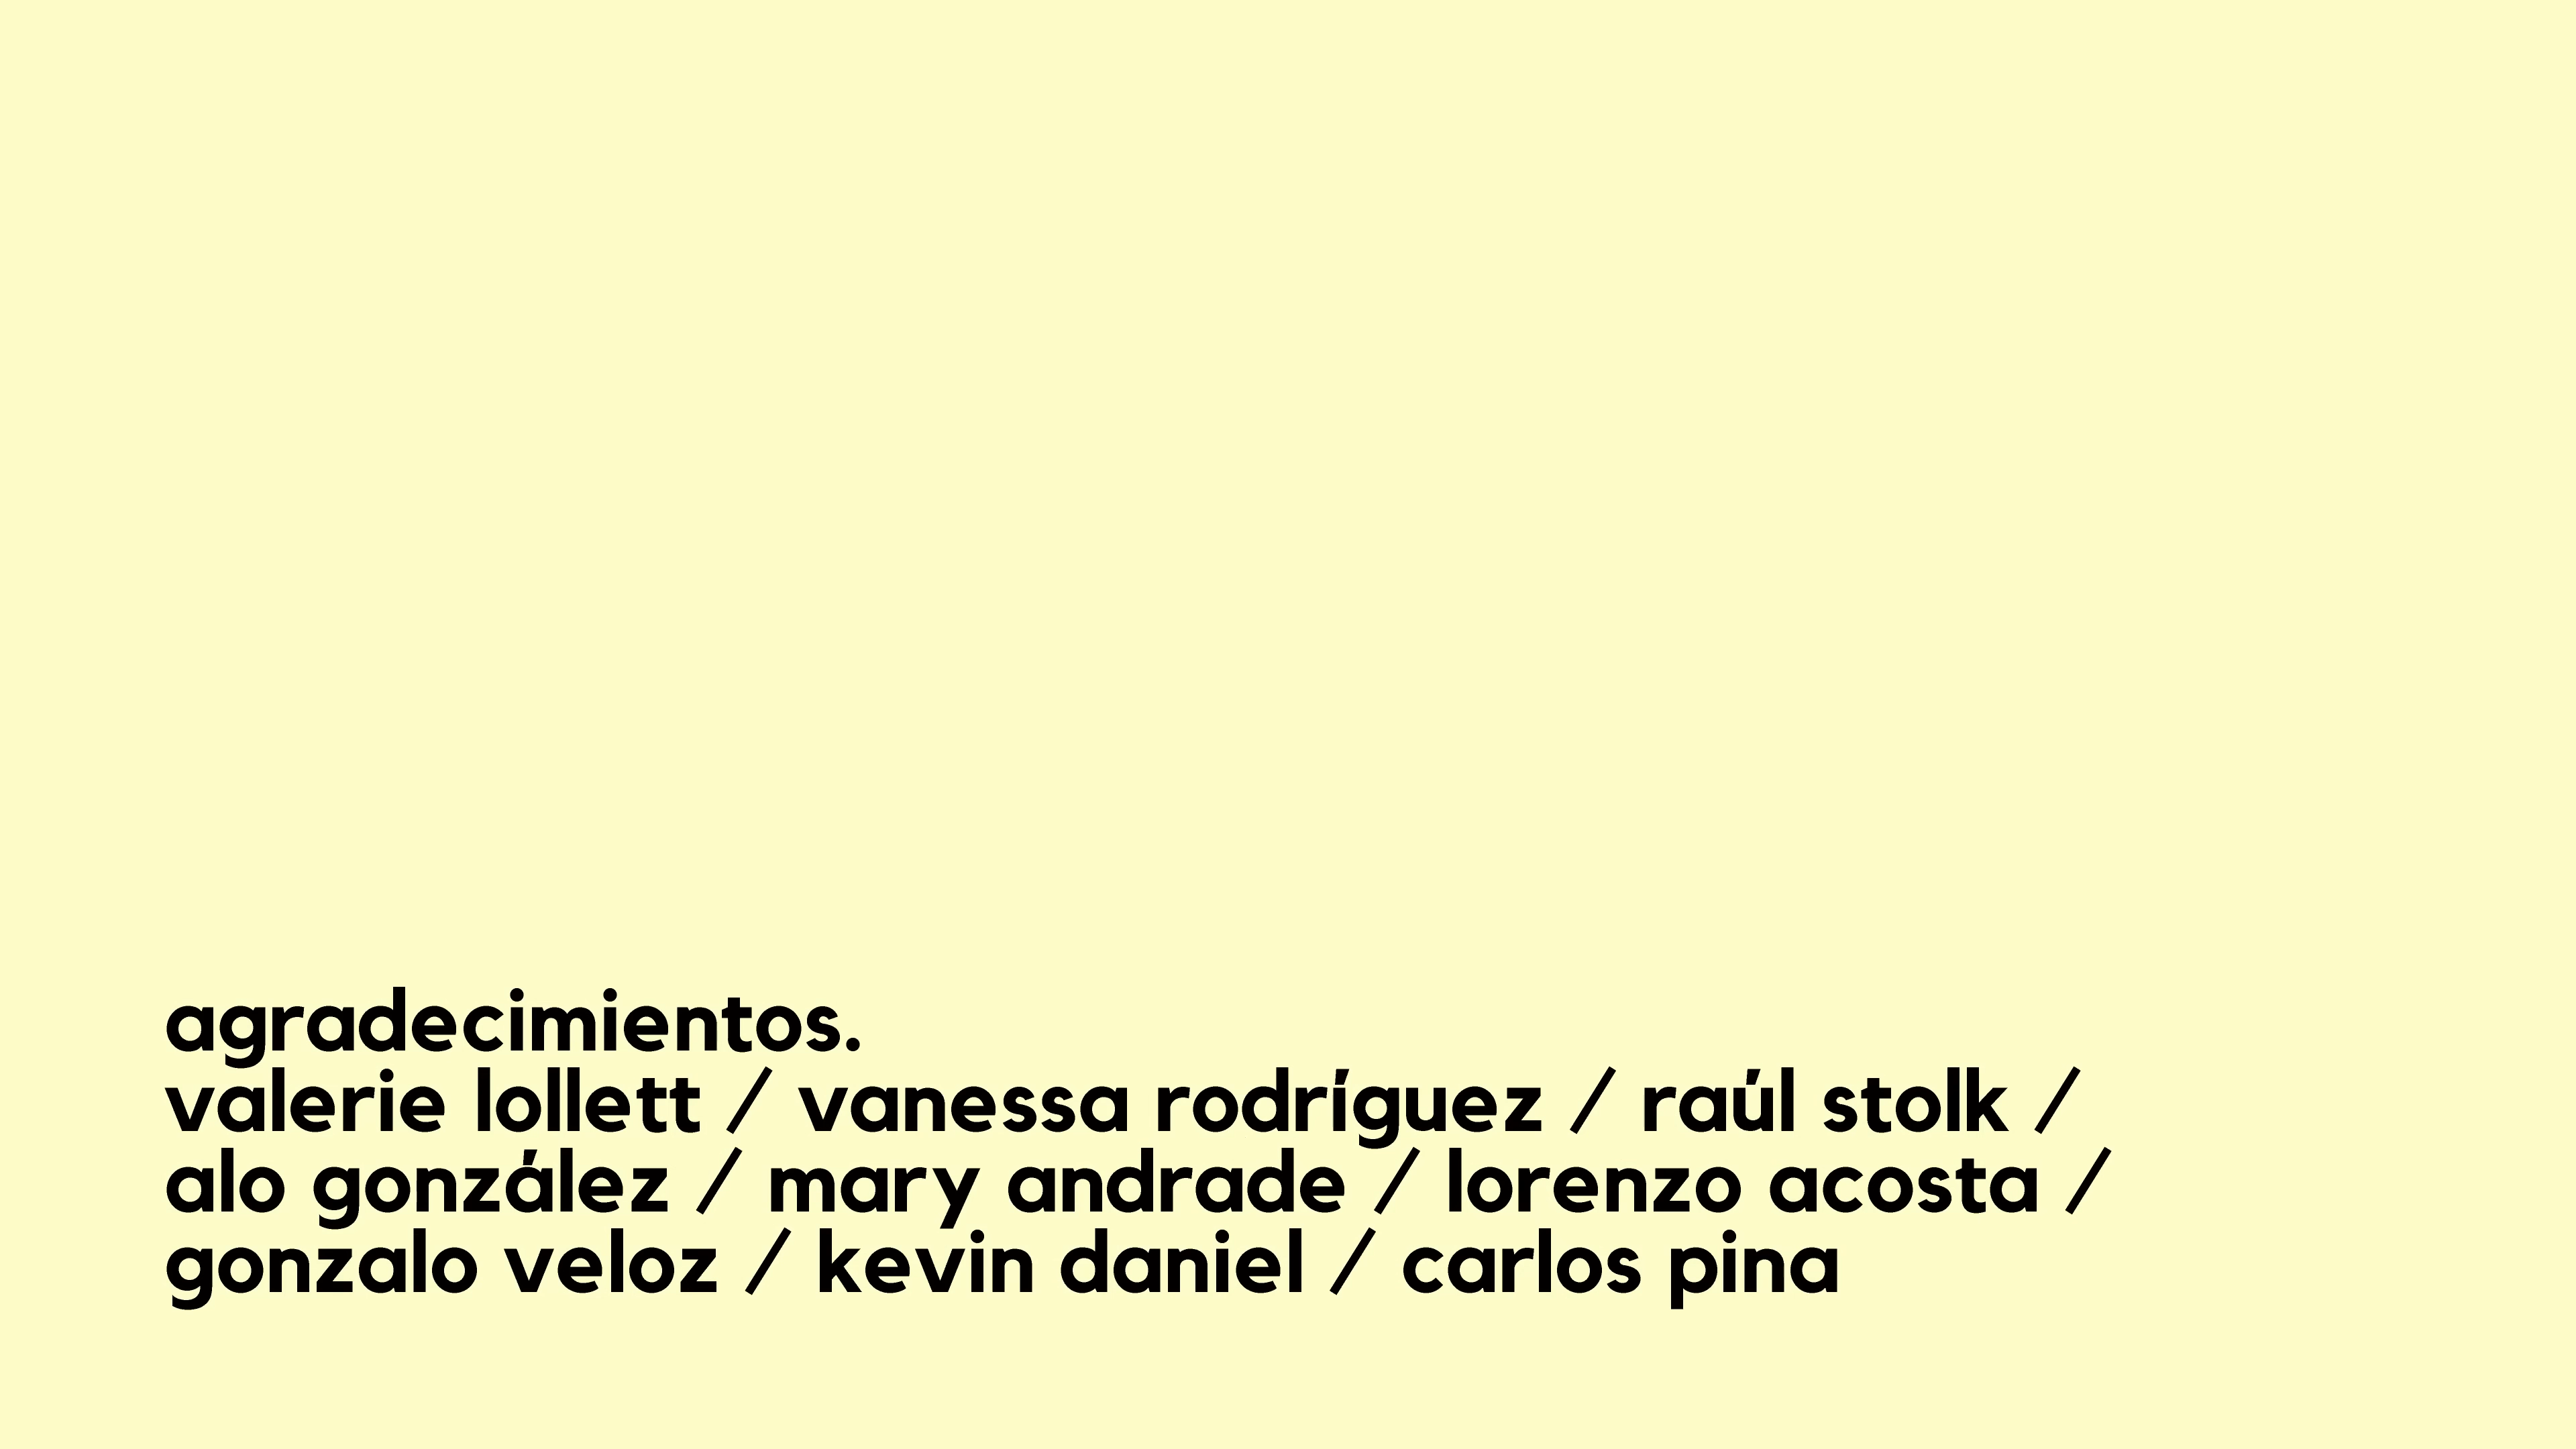 agradecimientos.
valerie lollett / vanessa rodríguez / raúl stolk /
alo gonzález / mary andrade / lorenzo acosta /
gonzalo veloz / kevin daniel / carlos pina